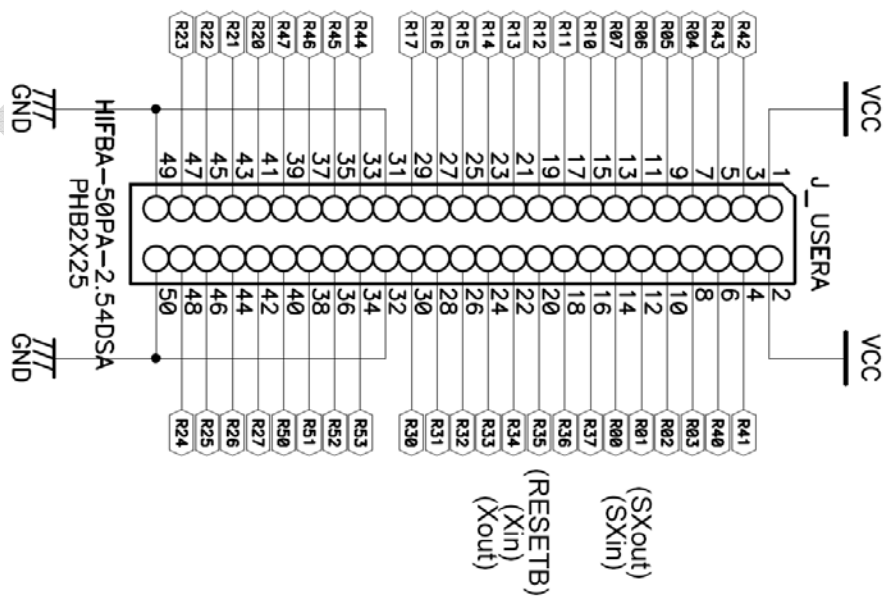 VCC VCC
J_USERA
1 2
R42 3 4 R41
R43 5 6 R40
R04 7 8 R03
R05 9 10 R02
R06 11 12 R01 (SXout)
R07 13 14 R00 (SXin)
R10 15 16 R37
R11 17 18 R36
R12 19 20 R35 (RESETB)
R13 21 22 R34 (Xin)
R14 23 24 R33 (Xout)
R15 25 26 R32
R16 27 28 R31
R17 29 30 R30
31 32
R44 33 34 R53
R45 35 36 R52
R46 37 38 R51
R47 39 40 R50
R20 41 42 R27
R21 43 44 R26
R22 45 46 R25
R23 47 48 R24
49 50
PHB2X25
HIFBA-50PA-2.54DSA
GND GND